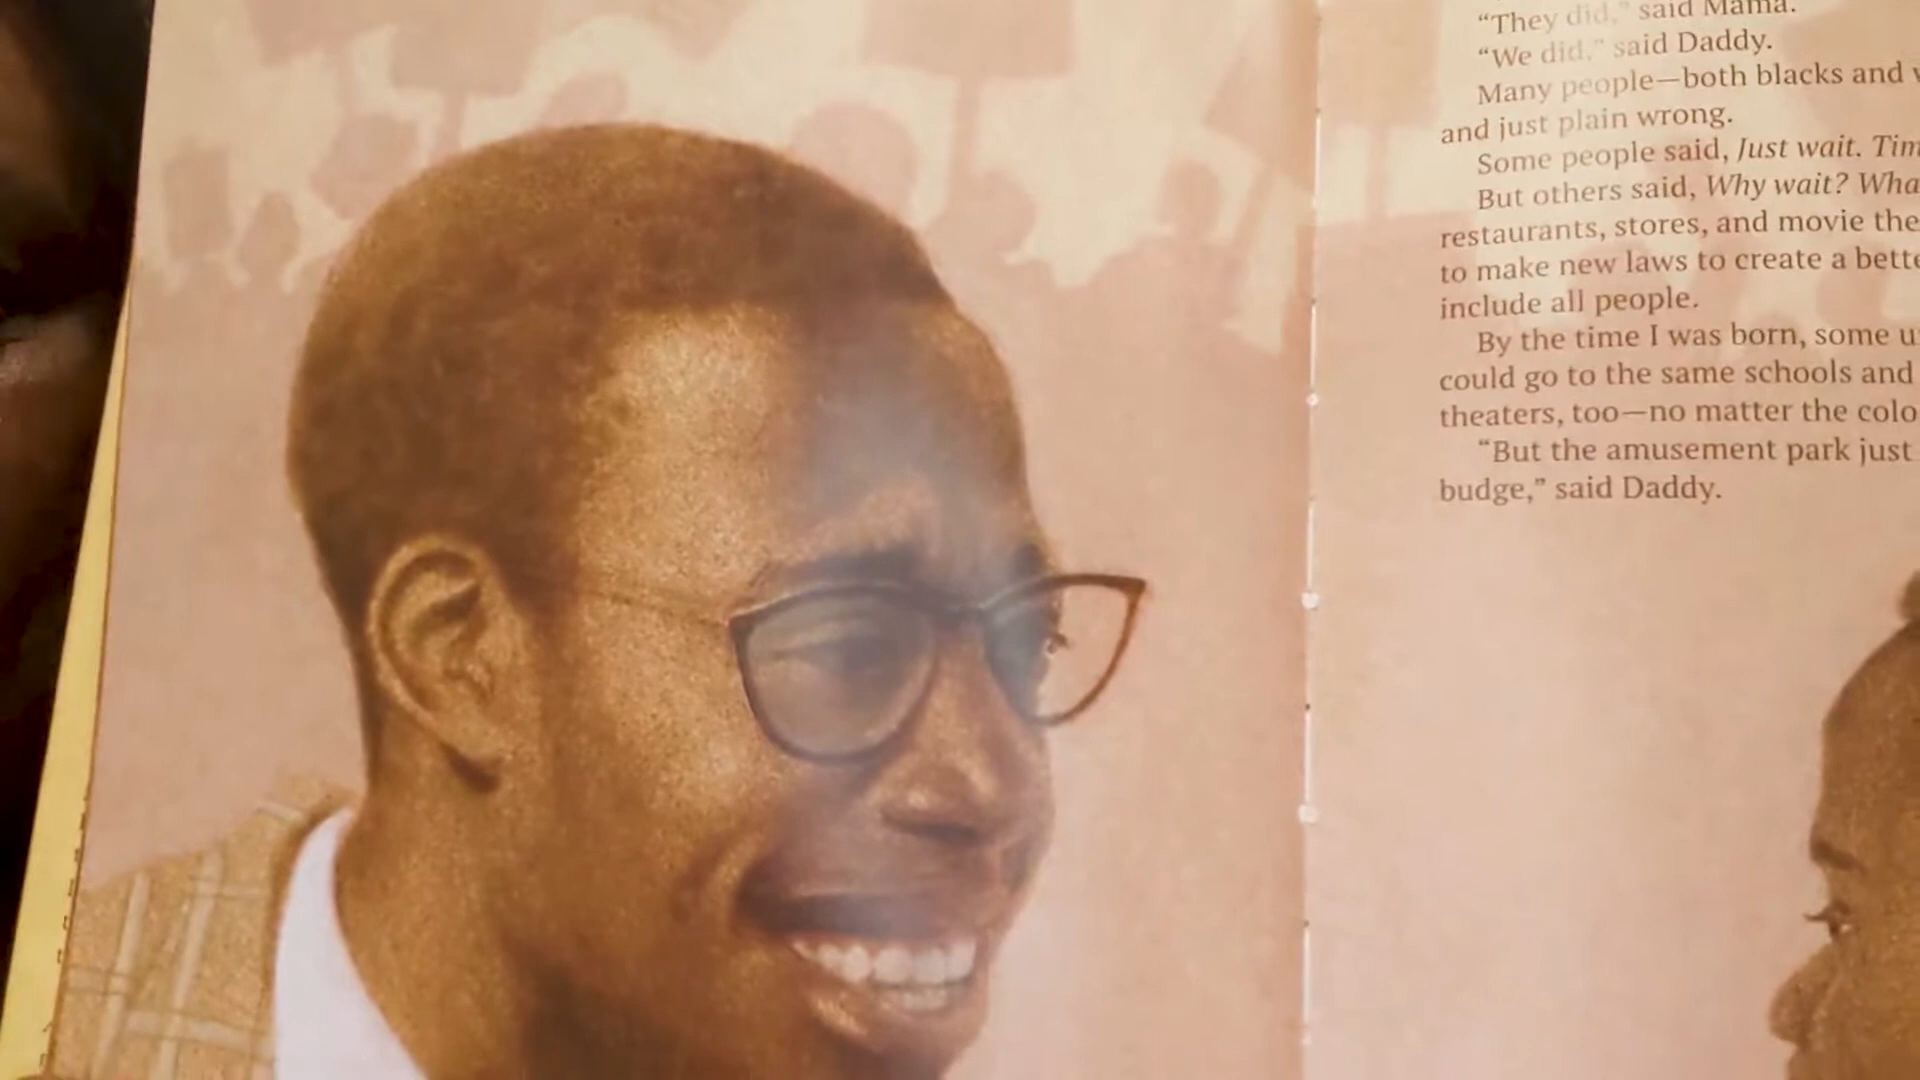 “They did,” said Mama.
“We did,” said Daddy.
Many people—both blacks and
and just plain wrong.
Some people said, Just wait.
But others said, Why wait?
restaurants, stores, and movie
to make new laws to create a
include all people.
By the time I was born, some
could go to the same schools and
theaters, too—no matter the
“But the amusement park just
budget,” said Daddy.